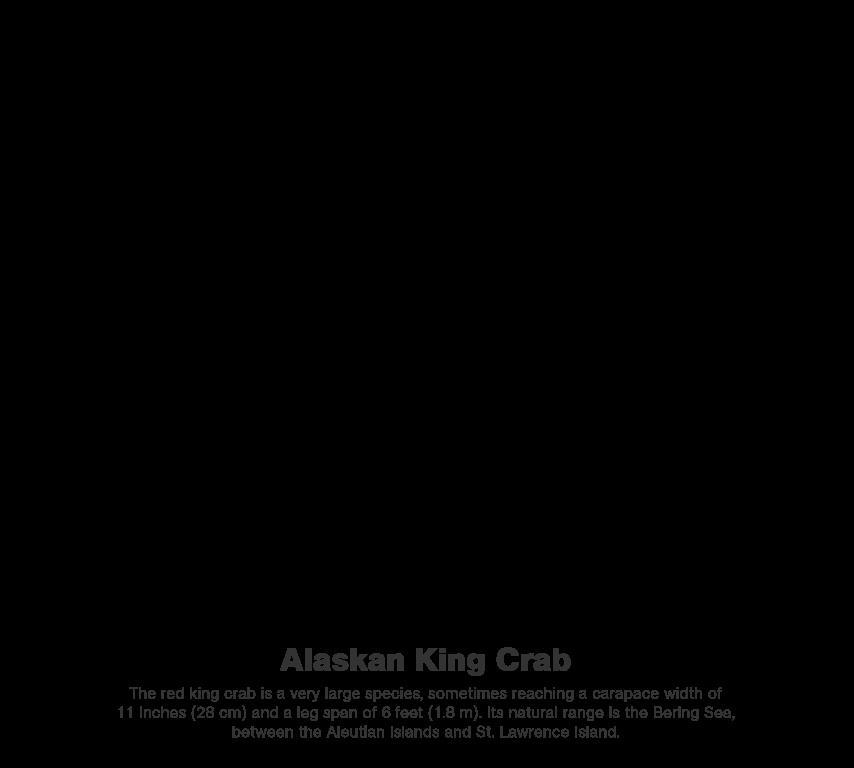 Alaskan King Crab
The red king crab is a very large species, sometimes reaching a carapace width of
11 inches (28 cm) and a leg span of 6 feet (1.8 m). Its natural range is the Bering Sea,
between the Aleutian Islands and St. Lawrence Island.